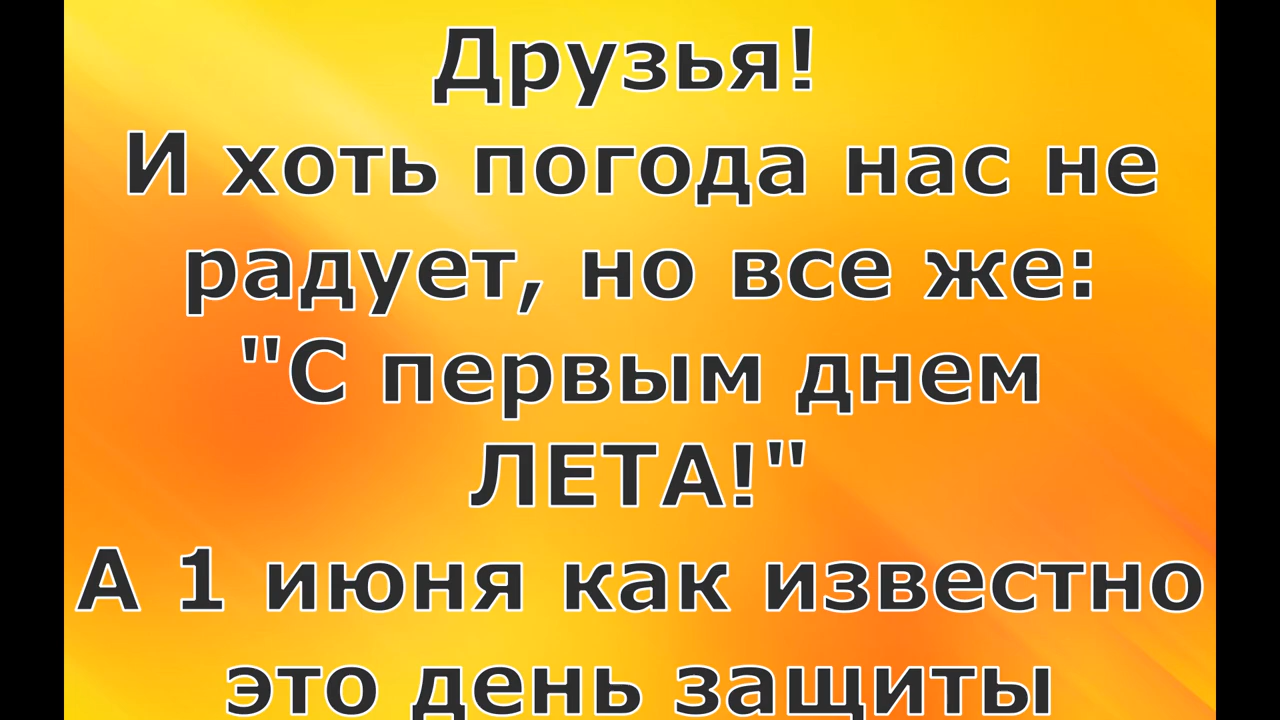 Друзья!
И хоть погода нас не
радует, но все же:
"С первым днем
ЛЕТА!"
А 1 июня как известно
это день защиты